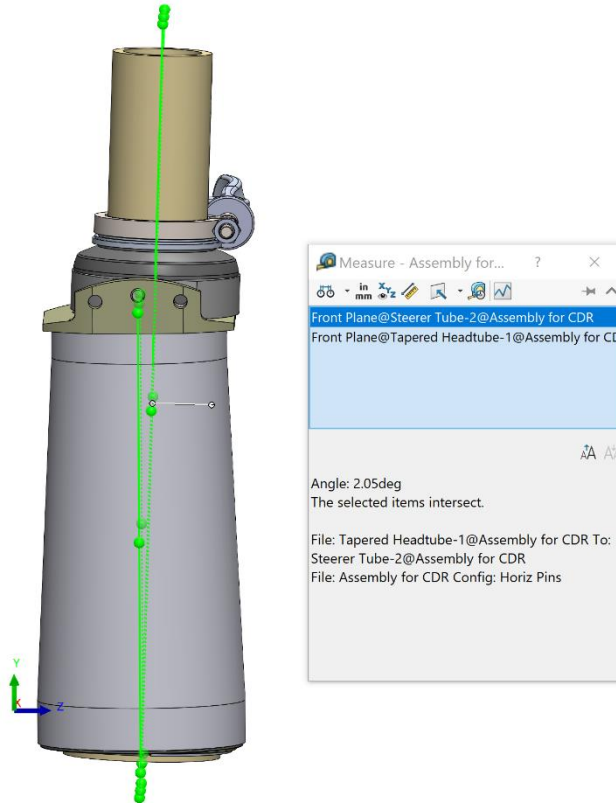 Measure - Assembly for... ? ×
in
mm XYZ
Front Plane@Steerer Tube-2@Assembly for CDR
Front Plane@Tapered Headtube-1@Assembly for CD
AA
Angle: 2.05deg
The selected items intersect.
File: Tapered Headtube-1@Assembly for CDR To:
Steerer Tube-2@Assembly for CDR
File: Assembly for CDR Config: Horiz Pins
Y
X Z